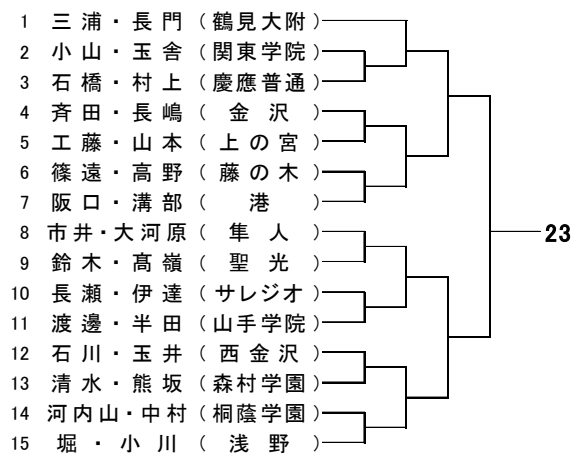 1 三浦・長門 (鶴見大附)
2 小山・玉舎 (関東学院)
3 石橋・村上 (慶應普通)
4 斉田・長嶋 (金沢)
5 工藤・山本 (上の宮)
6 篠遠・高野 (藤の木)
7 阪口・溝部 (港)
8 市井・大河原 (隼人)
9 鈴木・髙嶺 (聖光)
10 長瀬・伊達 (サレジオ)
11 渡邊・半田 (山手学院)
12 石川・玉井 (西金沢)
13 清水・熊坂 (森村学園)
14 河内山・中村 (桐蔭学園)
15 堀・小川 (浅野)
23